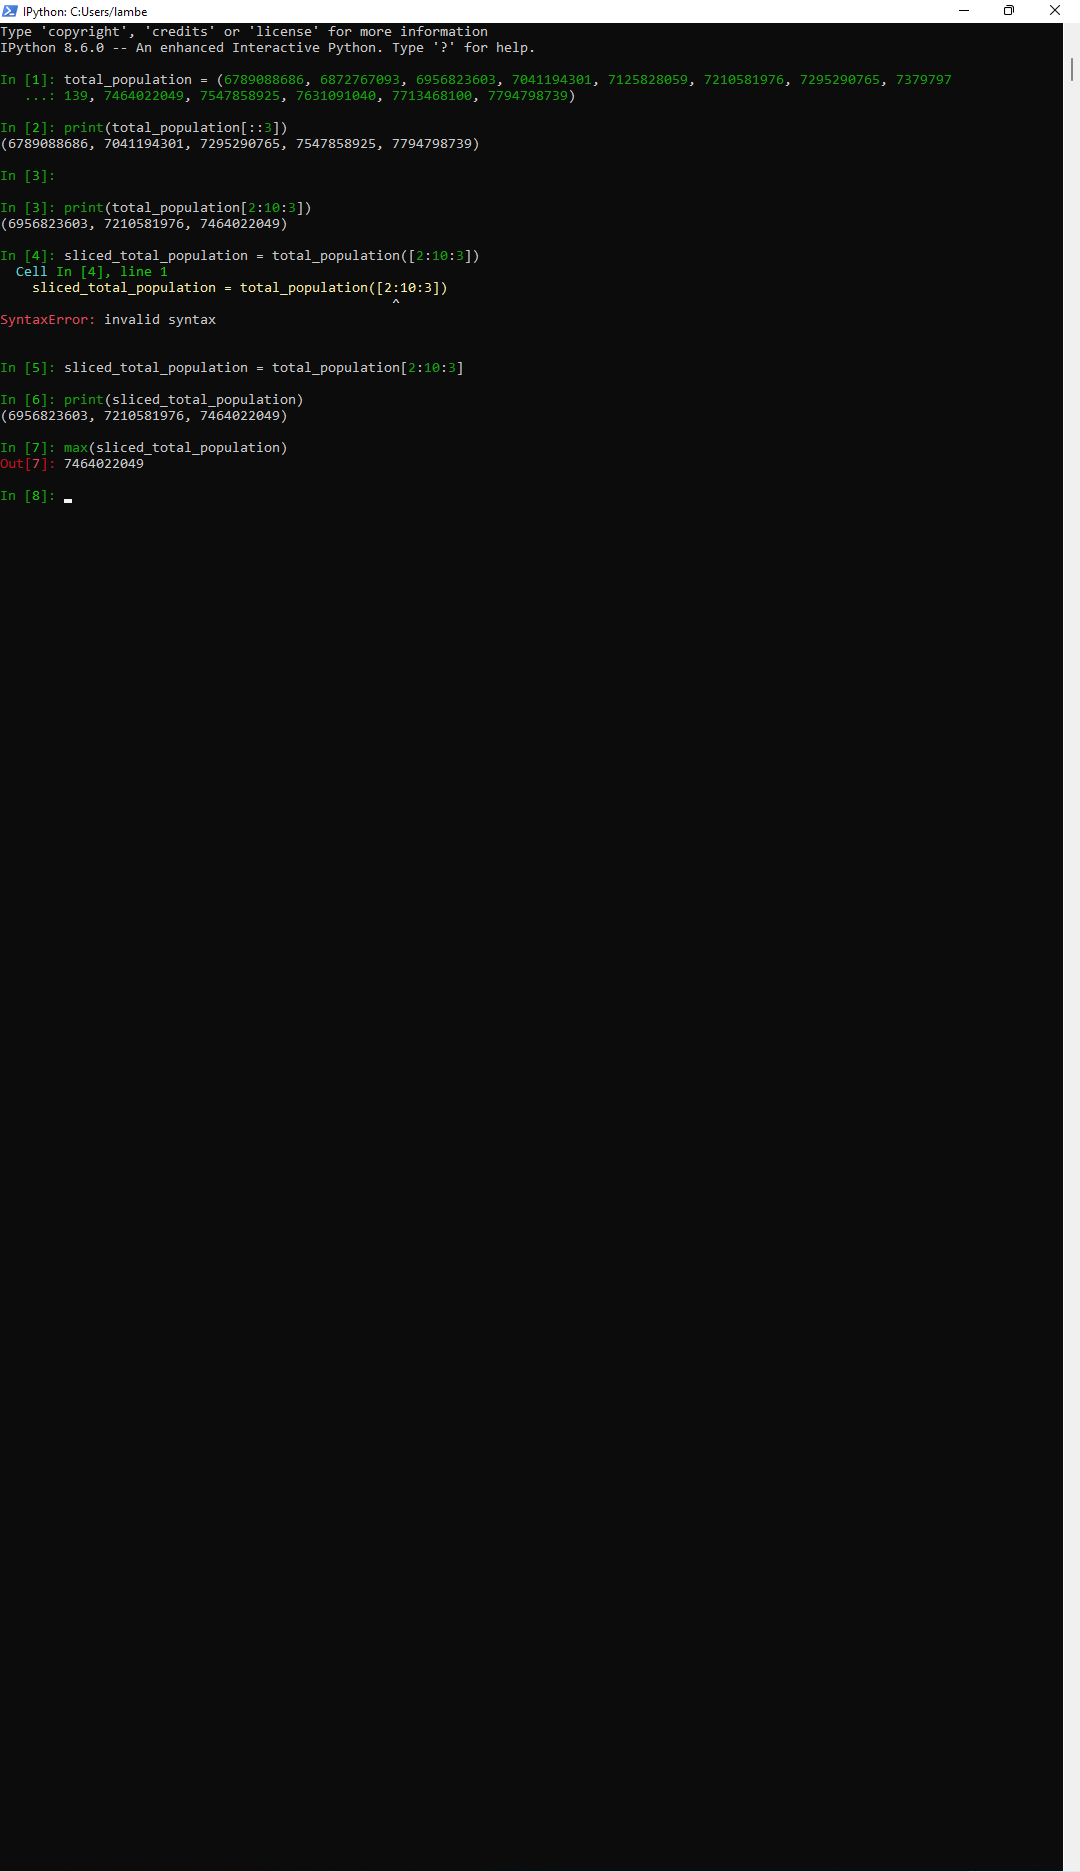 IPython: C:Users/lambe
Type 'copyright', 'credits' or 'license' for more information
IPython 8.6.0 -- An enhanced Interactive Python. Type '?' for help.
In [1]: total_population = (6789088686, 6872767093, 6956823603, 7041194301, 7125828059, 7210581976, 7295290765, 7379797
   ...: 139, 7464022049, 7547858925, 7631091040, 7713468100, 7794798739)
In [2]: print(total_population[::3])
(6789088686, 7041194301, 7295290765, 7547858925, 7794798739)
In [3]:
In [3]: print(total_population[2:10:3])
(6956823603, 7210581976, 7464022049)
In [4]: sliced_total_population = total_population([2:10:3])
  Cell In [4], line 1
    sliced_total_population = total_population([2:10:3])
                                                 ^
SyntaxError: invalid syntax
In [5]: sliced_total_population = total_population[2:10:3]
In [6]: print(sliced_total_population)
(6956823603, 7210581976, 7464022049)
In [7]: max(sliced_total_population)
Out[7]: 7464022049
In [8]: